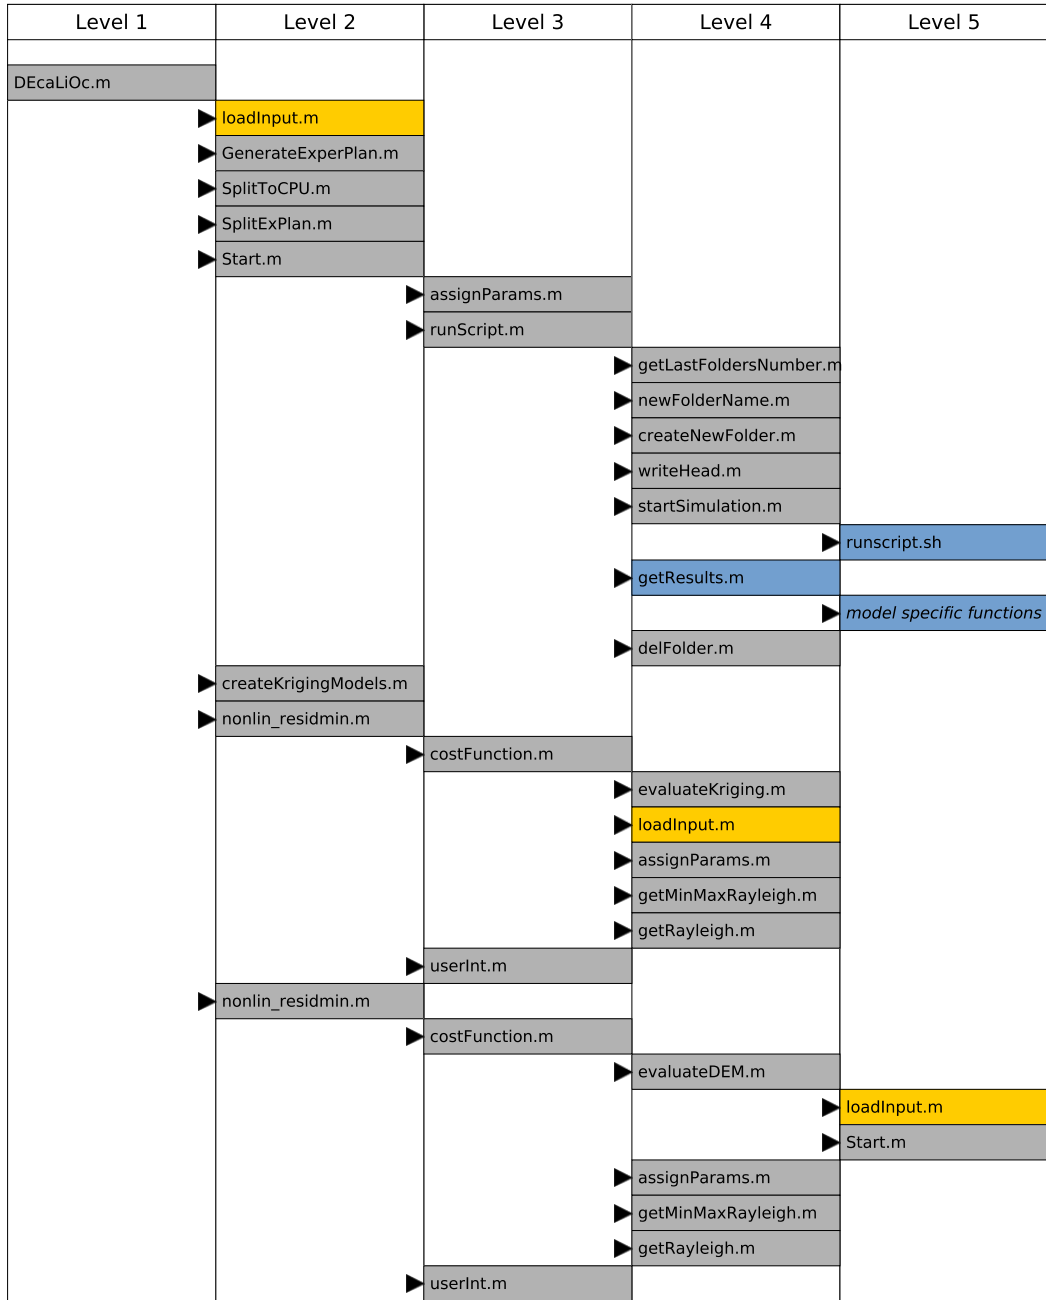 Level 1 Level 2 Level 3 Level 4 Level 5
DEcaLiOc.m
loadInput.m
GenerateExperPlan.m
SplitToCPU.m
SplitExPlan.m
Start.m
assignParams.m
runScript.m
getLastFoldersNumber.m
newFolderName.m
createNewFolder.m
writeHead.m
startSimulation.m
runscript.sh
getResults.m
model specific functions
delFolder.m
createKrigingModels.m
nonlin_residmin.m
costFunction.m
evaluateKriging.m
loadInput.m
assignParams.m
getMinMaxRayleigh.m
getRayleigh.m
userInt.m
nonlin_residmin.m
costFunction.m
evaluateDEM.m
loadInput.m
Start.m
assignParams.m
getMinMaxRayleigh.m
getRayleigh.m
userInt.m